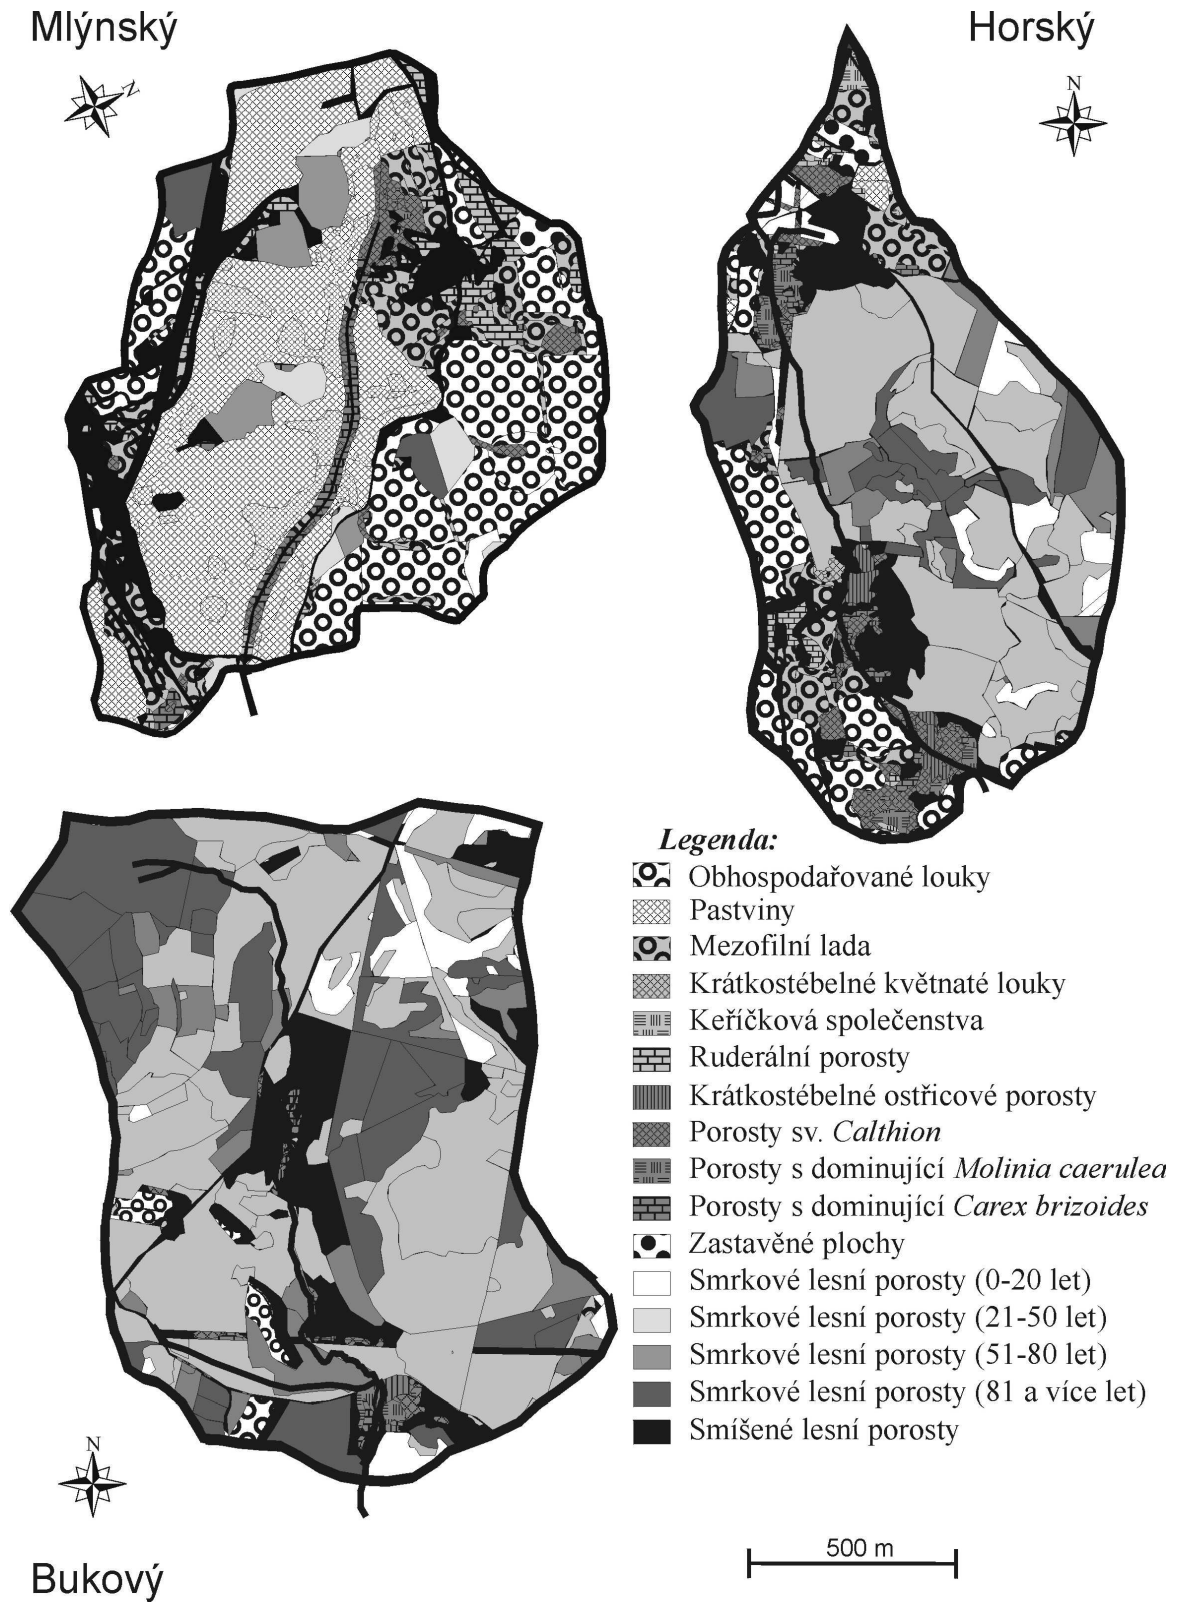 Mlýnský
Horský
N
N
Legenda:
Obhospodařované louky
Pastviny
Mezofilní lada
Krátkostébelné květnaté louky
Keříčková společenstva
Ruderální porosty
Krátkostébelné ostřicové porosty
Porosty sv. Calthion
Porosty s dominující Molinia caerulea
Porosty s dominující Carex brizoides
Zastavěné plochy
Smrkové lesní porosty (0-20 let)
Smrkové lesní porosty (21-50 let)
Smrkové lesní porosty (51-80 let)
Smrkové lesní porosty (81 a více let)
Smíšené lesní porosty
N
500 m
Bukový